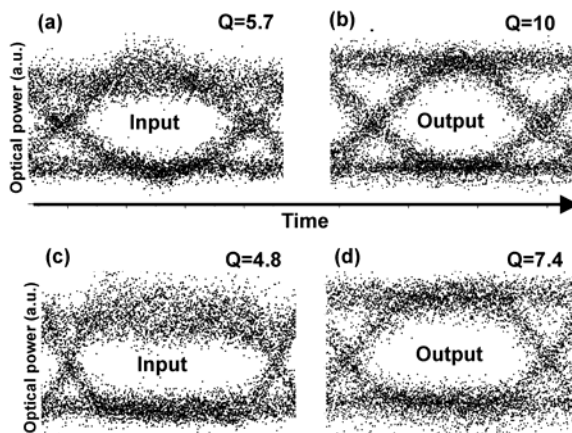 (a) Q=5.7
(b) Q=10
Optical power (a.u.)
Input
Output
Time
(c) Q=4.8
(d) Q=7.4
Optical power (a.u.)
Input
Output